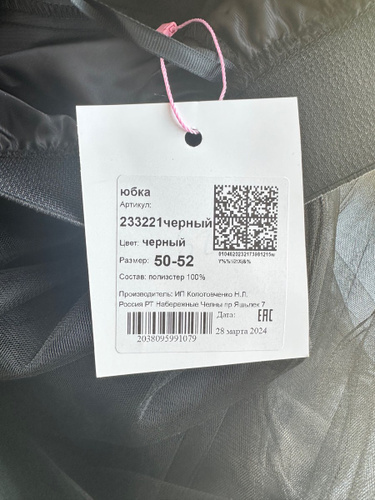 юбка
Артикул:
233221черный
Цвет: черный
Размер: 50-52
Состав: полиэстер 100%
Производитель: ИП Колотовченко Н.Л.
Россия РТ Набережные Челны пр Яшьлек 7
Дата: EAC
28 марта 2024
2038095991079